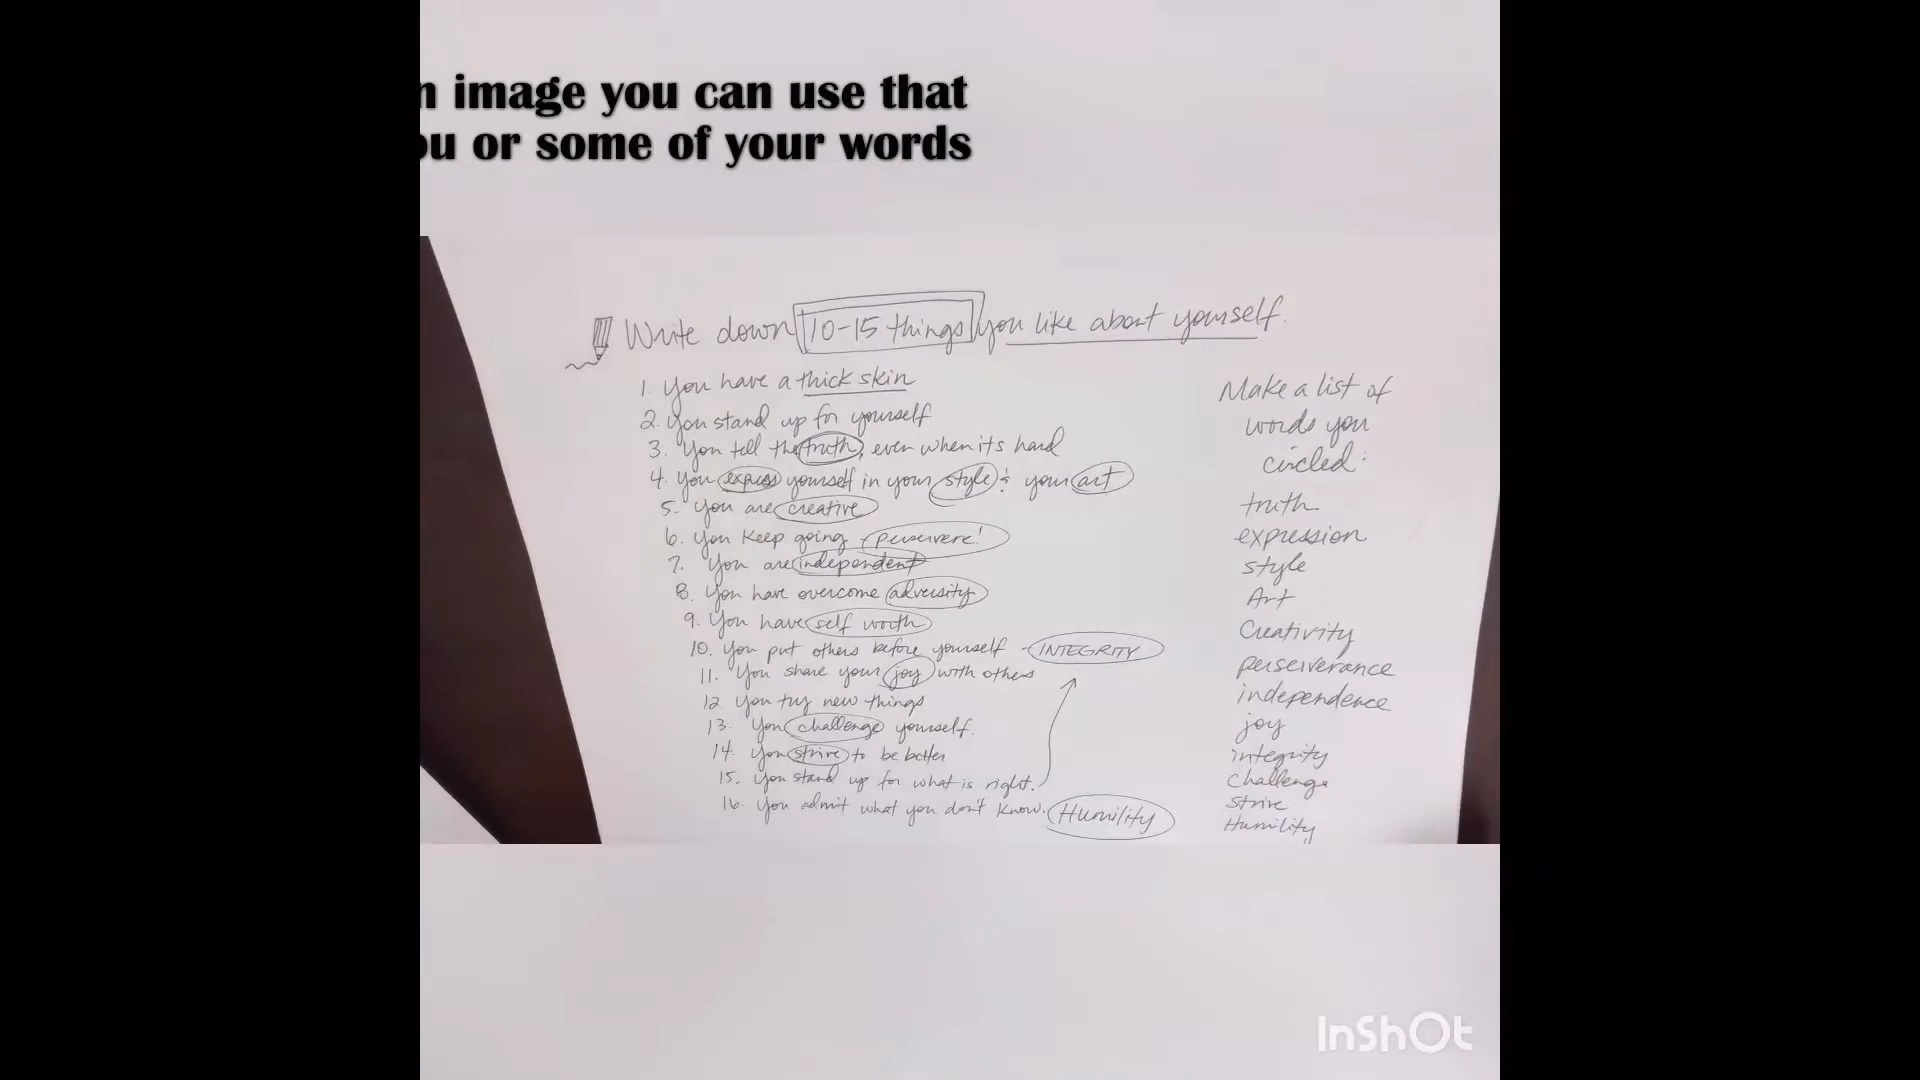 n image you can use that
ou or some of your words
Write down 10-15 things you like about yourself.
1. You have a thick skin
2. You stand up for yourself
3. You tell the truth, even when its hard
4. You express yourself in your style & your art
5. You are creative
6. You keep going - perservere!
7. You are independent
8. You have overcome adversity
9. You have self worth
10. You put others before yourself - INTEGRITY
11. You share your joy with others
12. You try new things
13. You challenge yourself.
14. You strive to be better
15. You stand up for what is right.
16. You admit what you don't know. Humility
Make a list of
words you
circled:
truth
expression
style
Art
Creativity
perserverance
independence
joy
integrity
challenge
strive
Humility
InShOt